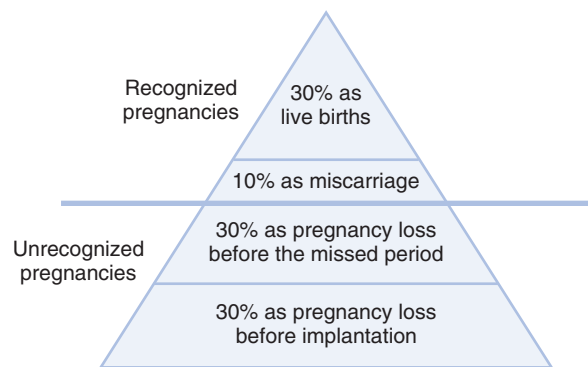 Recognized
pregnancies
30% as
live births
10% as miscarriage
Unrecognized
pregnancies
30% as pregnancy loss
before the missed period
30% as pregnancy loss
before implantation